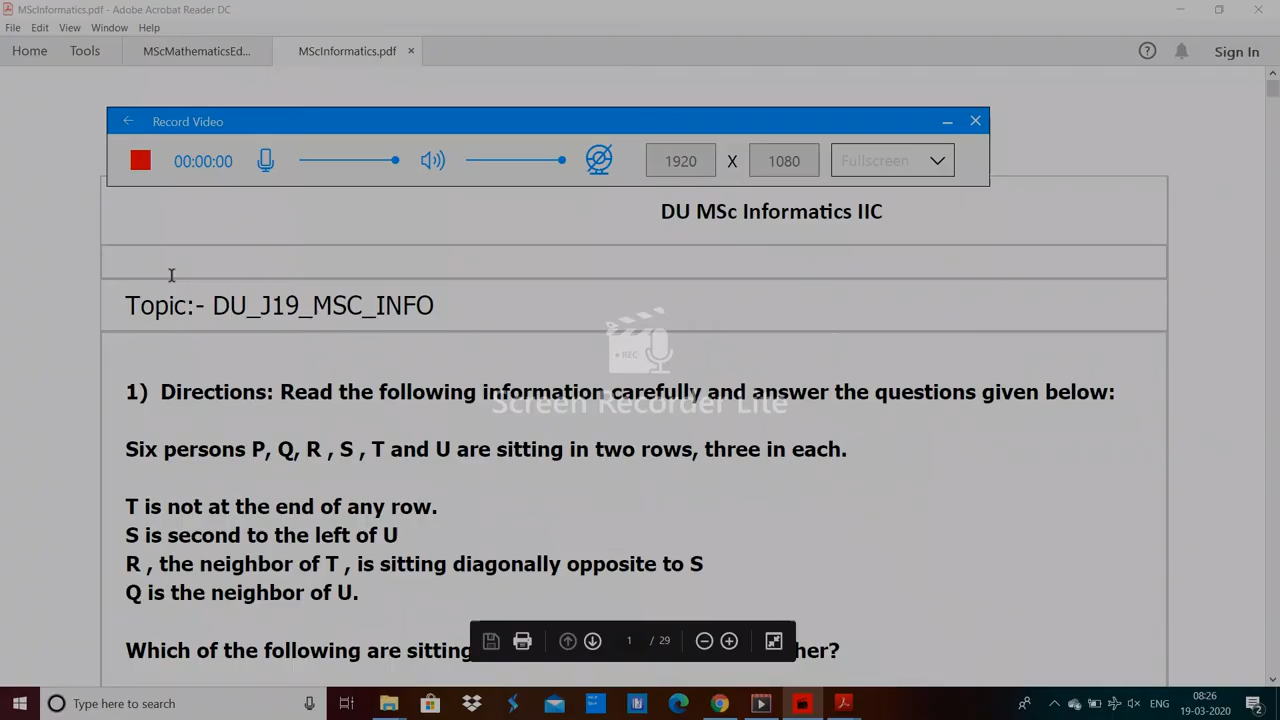 MScInformatics.pdf - Adobe Acrobat Reader DC
File Edit View Window Help
Home Tools MScMathematicsEd... MScInformatics.pdf × Sign In
Record Video
00:00:00 1920 X 1080 Fullscreen
DU MSc Informatics IIC
Topic:- DU_J19_MSC_INFO
REC
Screen Recorder Lite
1) Directions: Read the following information carefully and answer the questions given below:
Six persons P, Q, R , S , T and U are sitting in two rows, three in each.
T is not at the end of any row.
S is second to the left of U
R , the neighbor of T , is sitting diagonally opposite to S
Q is the neighbor of U.
Which of the following are sitting her?
1 / 29
Type here to search ENG 08:26
19-03-2020 2